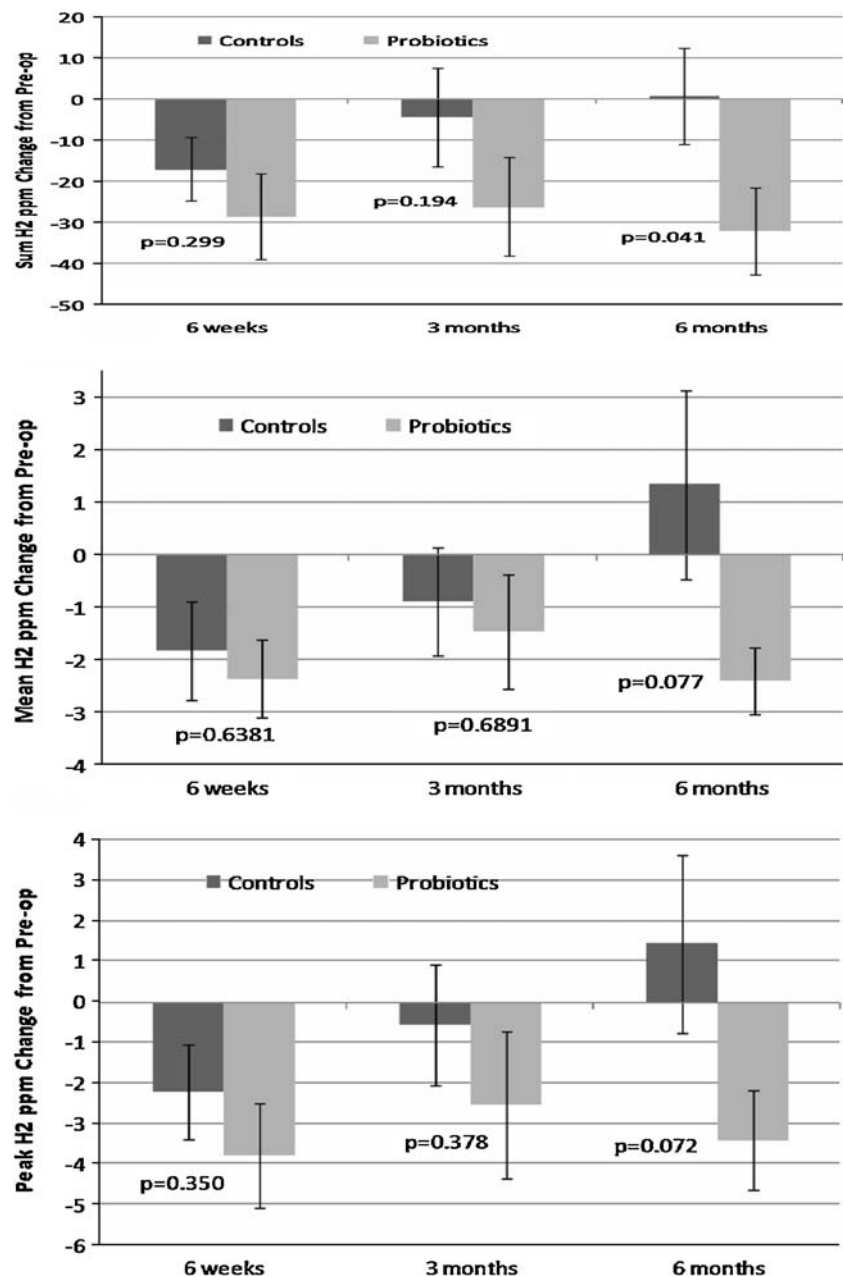 20
Controls Probiotics
10
0
-10
-20
-30
-40
-50
Sum H2 ppm Change from Pre-op
p=0.299
p=0.194
p=0.041
6 weeks 3 months 6 months
3
Controls Probiotics
2
1
0
-1
-2
-3
-4
Mean H2 ppm Change from Pre-op
p=0.6381
p=0.6891
p=0.077
6 weeks 3 months 6 months
4
3
Controls Probiotics
2
1
0
-1
-2
-3
-4
-5
-6
Peak H2 ppm Change from Pre-op
p=0.350
p=0.378
p=0.072
6 weeks 3 months 6 months